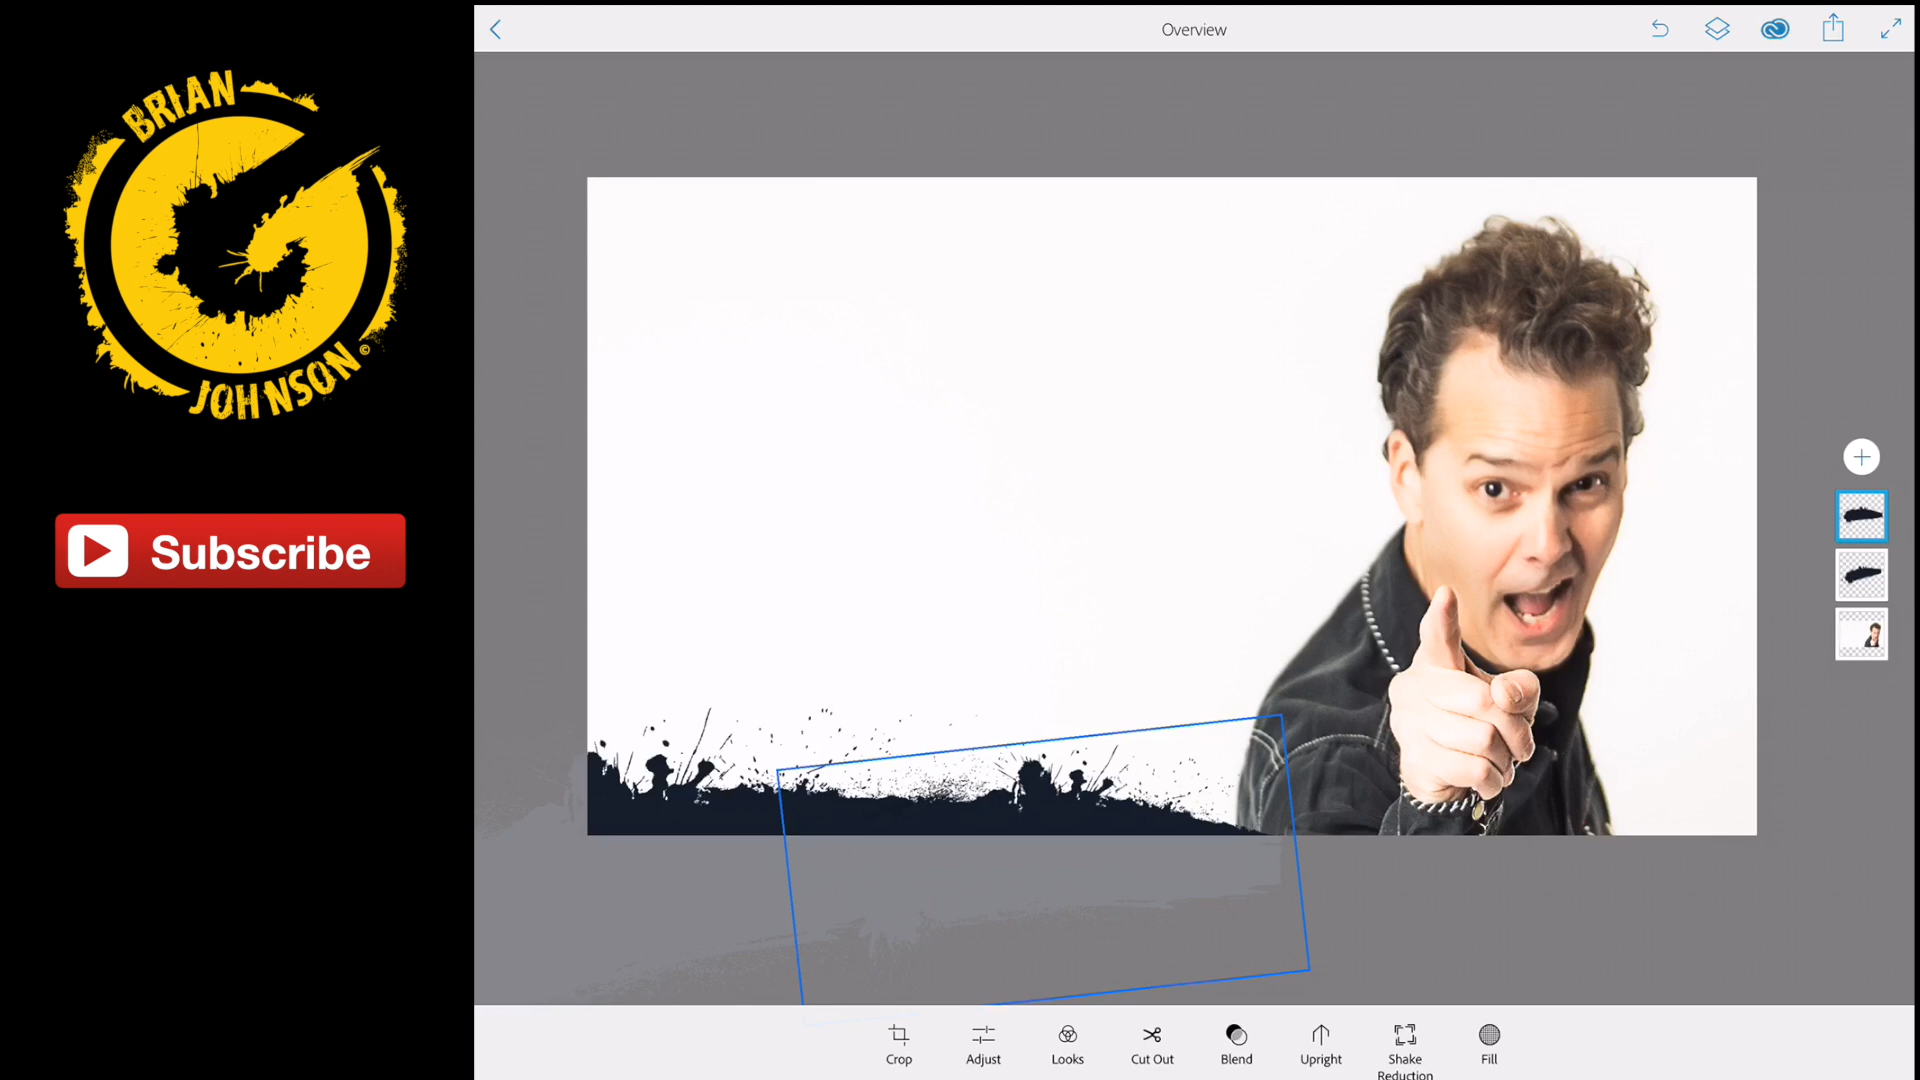 Overview
BRIAN
JOHNSON©
Subscribe
Crop
Adjust
Looks
Cut Out
Blend
Upright
Shake
Reduction
Fill